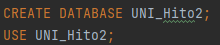 CREATE DATABASE UNI_Hito2;
USE UNI_Hito2;